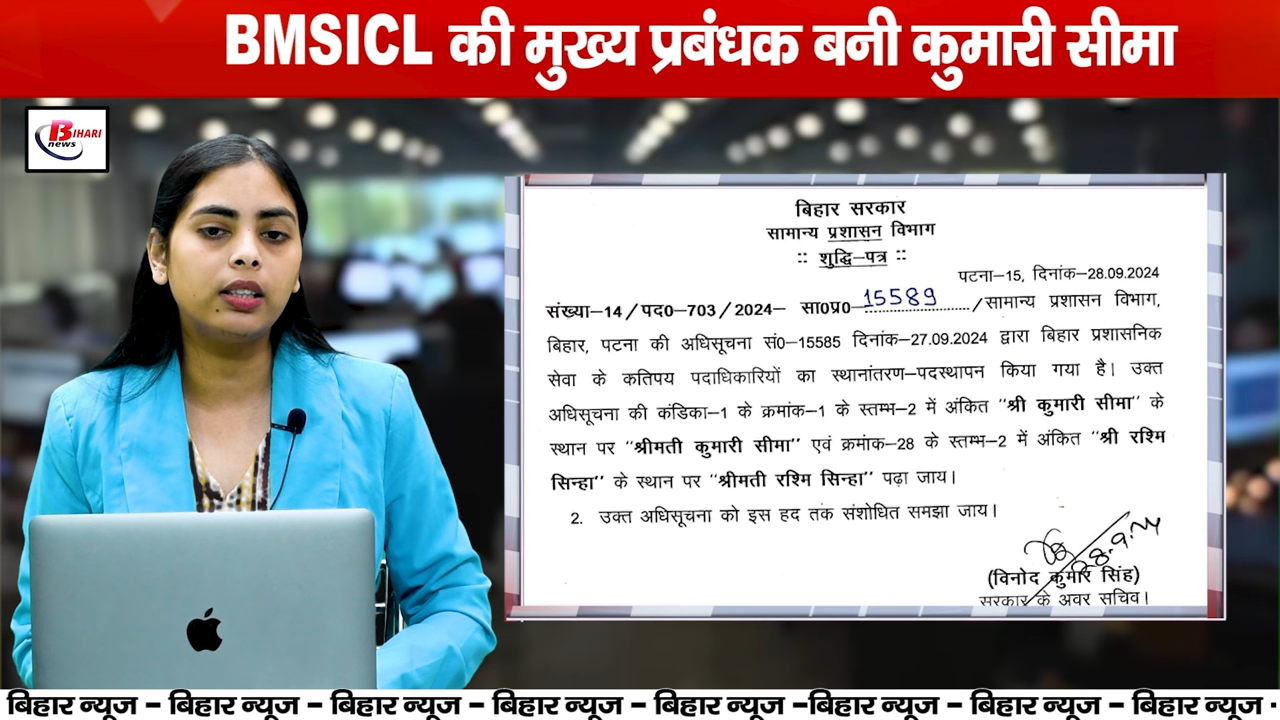 BMSICL की मुख्य प्रबंधक बनी कुमारी सीमा
BIHARI
news
बिहार सरकार
सामान्य प्रशासन विभाग
:: शुद्धि–पत्र ::
पटना–15, दिनांक–28.09.2024
संख्या–14 / पद0–703 / 2024– सा0प्र0–15589 / सामान्य प्रशासन विभाग,
बिहार, पटना की अधिसूचना सं0–15585 दिनांक–27.09.2024 द्वारा बिहार प्रशासनिक
सेवा के कतिपय पदाधिकारियों का स्थानांतरण–पदस्थापन किया गया है। उक्त
अधिसूचना की कंडिका–1 के क्रमांक–1 के स्तम्भ–2 में अंकित "श्री कुमारी सीमा" के
स्थान पर "श्रीमती कुमारी सीमा" एवं क्रमांक–28 के स्तम्भ–2 में अंकित "श्री रश्मि
सिन्हा" के स्थान पर "श्रीमती रश्मि सिन्हा" पढ़ा जाय।
2. उक्त अधिसूचना को इस हद तक संशोधित समझा जाय।
28.9.24
(विनोद कुमार सिंह)
सरकार के अवर सचिव।
बिहार न्यूज – बिहार न्यूज – बिहार न्यूज – बिहार न्यूज – बिहार न्यूज –बिहार न्यूज – बिहार न्यूज – बिहार न्यूज -